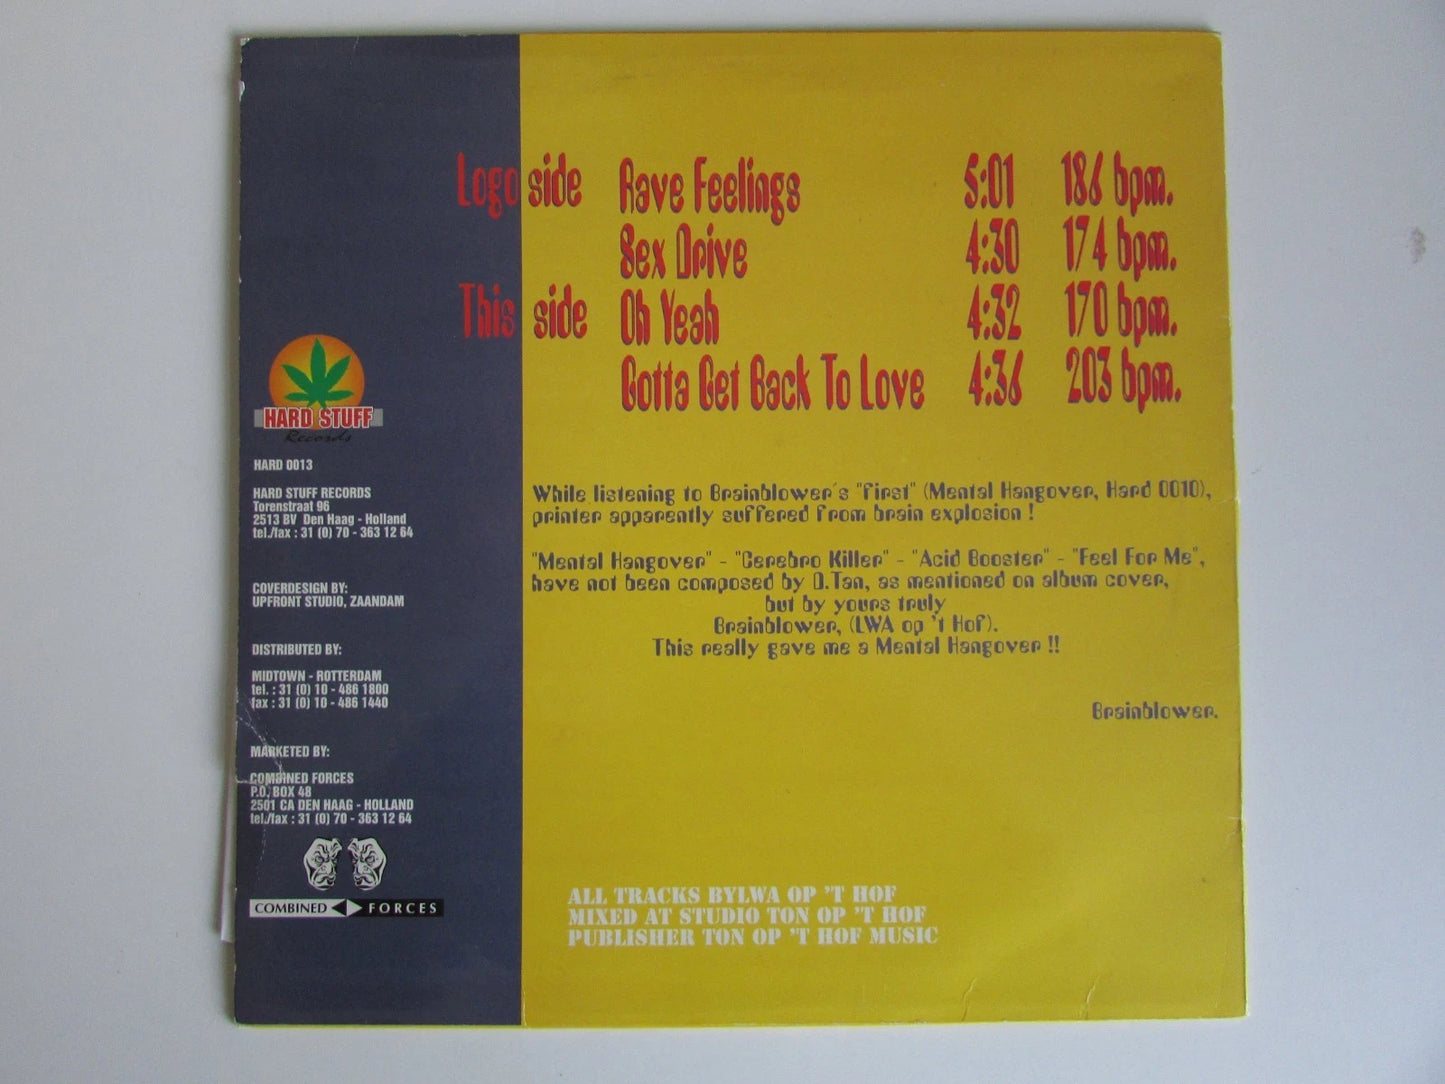 Logo side Rave Feelings 5:01 186 bpm.
Sex Drive 4:30 174 bpm.
This side Oh Yeah 4:32 170 bpm.
Gotta Get Back To Love 4:36 203 bpm.
HARD STUFF
Records
HARD 0013
HARD STUFF RECORDS
Torenstraat 96
2513 BV Den Haag - Holland
tel./fax : 31 (0) 70 - 363 12 64
COVERDESIGN BY:
UPFRONT STUDIO, ZAANDAM
DISTRIBUTED BY:
MIDTOWN - ROTTERDAM
tel. : 31 (0) 10 - 486 1800
fax : 31 (0) 10 - 486 1440
MARKETED BY:
COMBINED FORCES
P.O. BOX 48
2501 CA DEN HAAG - HOLLAND
tel./fax : 31 (0) 70 - 363 12 64
COMBINED FORCES
While listening to Brainblower's "first" (Mental Hangover, Hard 0010),
printer apparently suffered from brain explosion !
"Mental Hangover" - "Cerebro Killer" - "Acid Booster" - "Feel For Me",
have not been composed by D.Tan, as mentioned on album cover,
but by yours truly
Brainblower, (LWA op 't Hof).
This really gave me a Mental Hangover !!
Brainblower.
ALL TRACKS BYLWA OP 'T HOF
MIXED AT STUDIO TON OP 'T HOF
PUBLISHER TON OP 'T HOF MUSIC